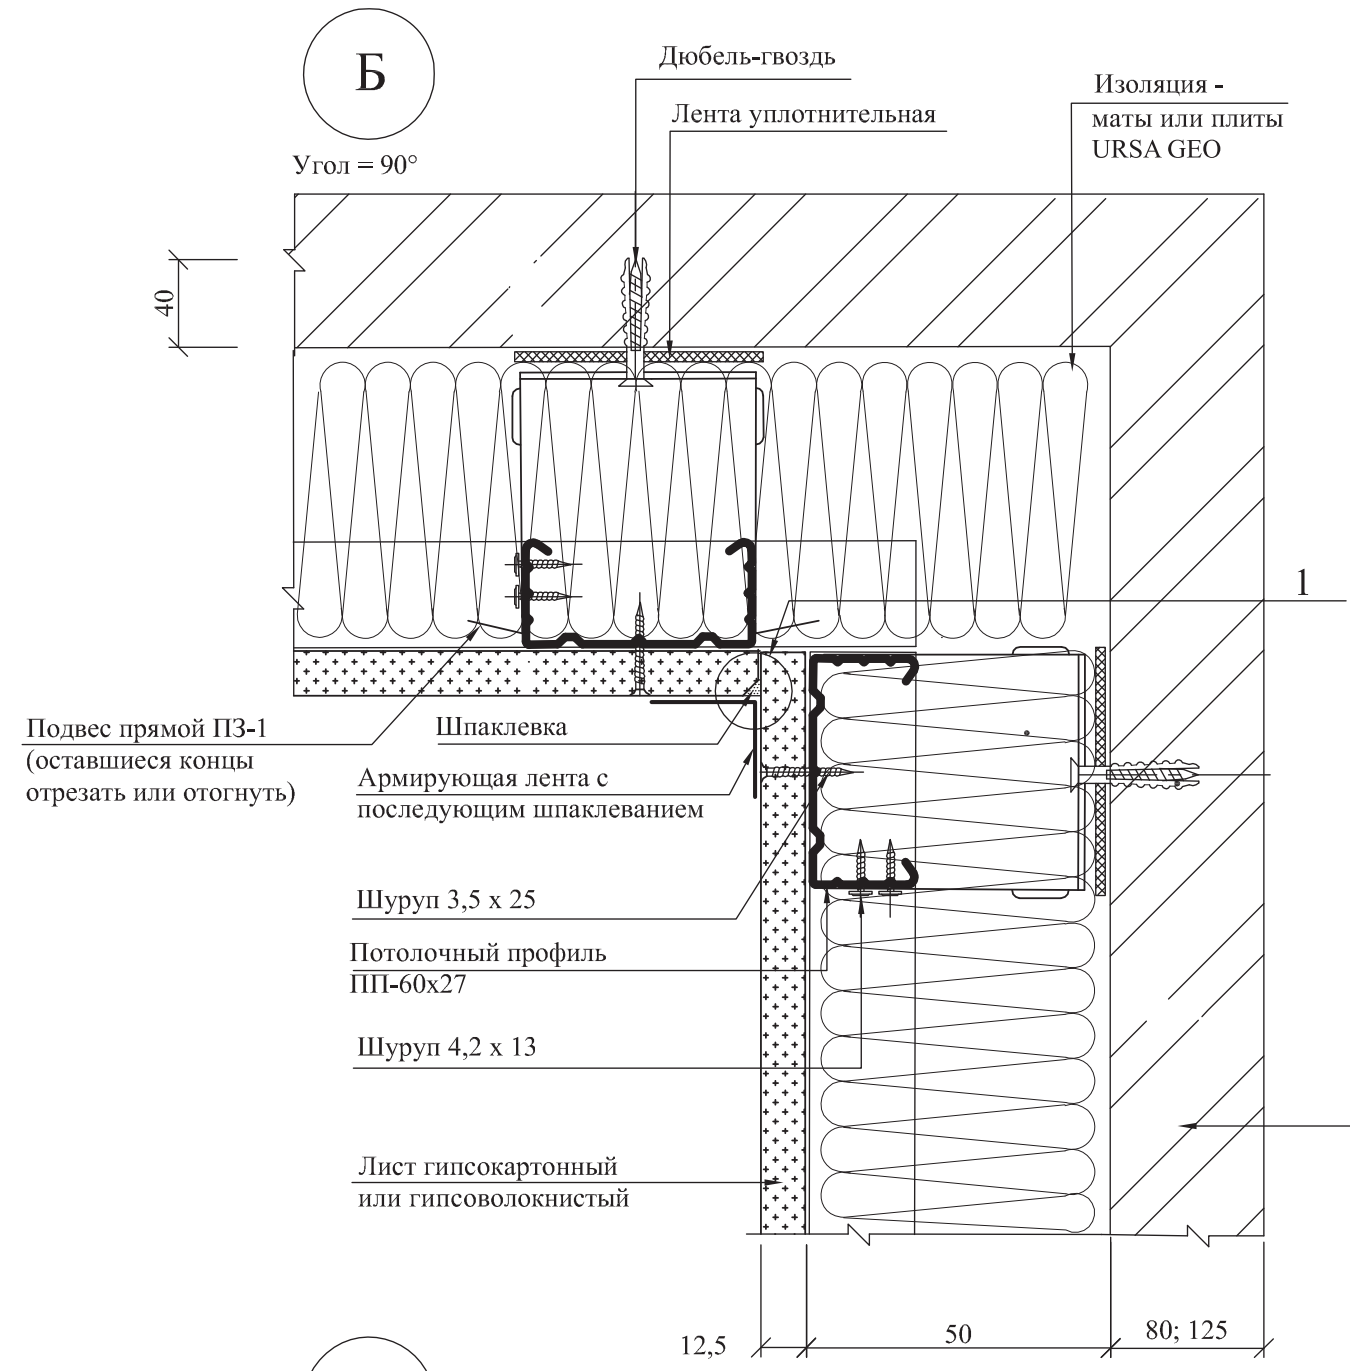 Б
Угол = 90°
Дюбель-гвоздь
Лента уплотнительная
Изоляция -
маты или плиты
URSA GEO
40
1
Подвес прямой ПЗ-1
(оставшиеся концы
отрезать или отогнуть)
Шпаклевка
Армирующая лента с
последующим шпаклеванием
Шуруп 3,5 х 25
Потолочный профиль
ПП-60х27
Шуруп 4,2 х 13
Лист гипсокартонный
или гипсоволокнистый
12,5
50
80; 125